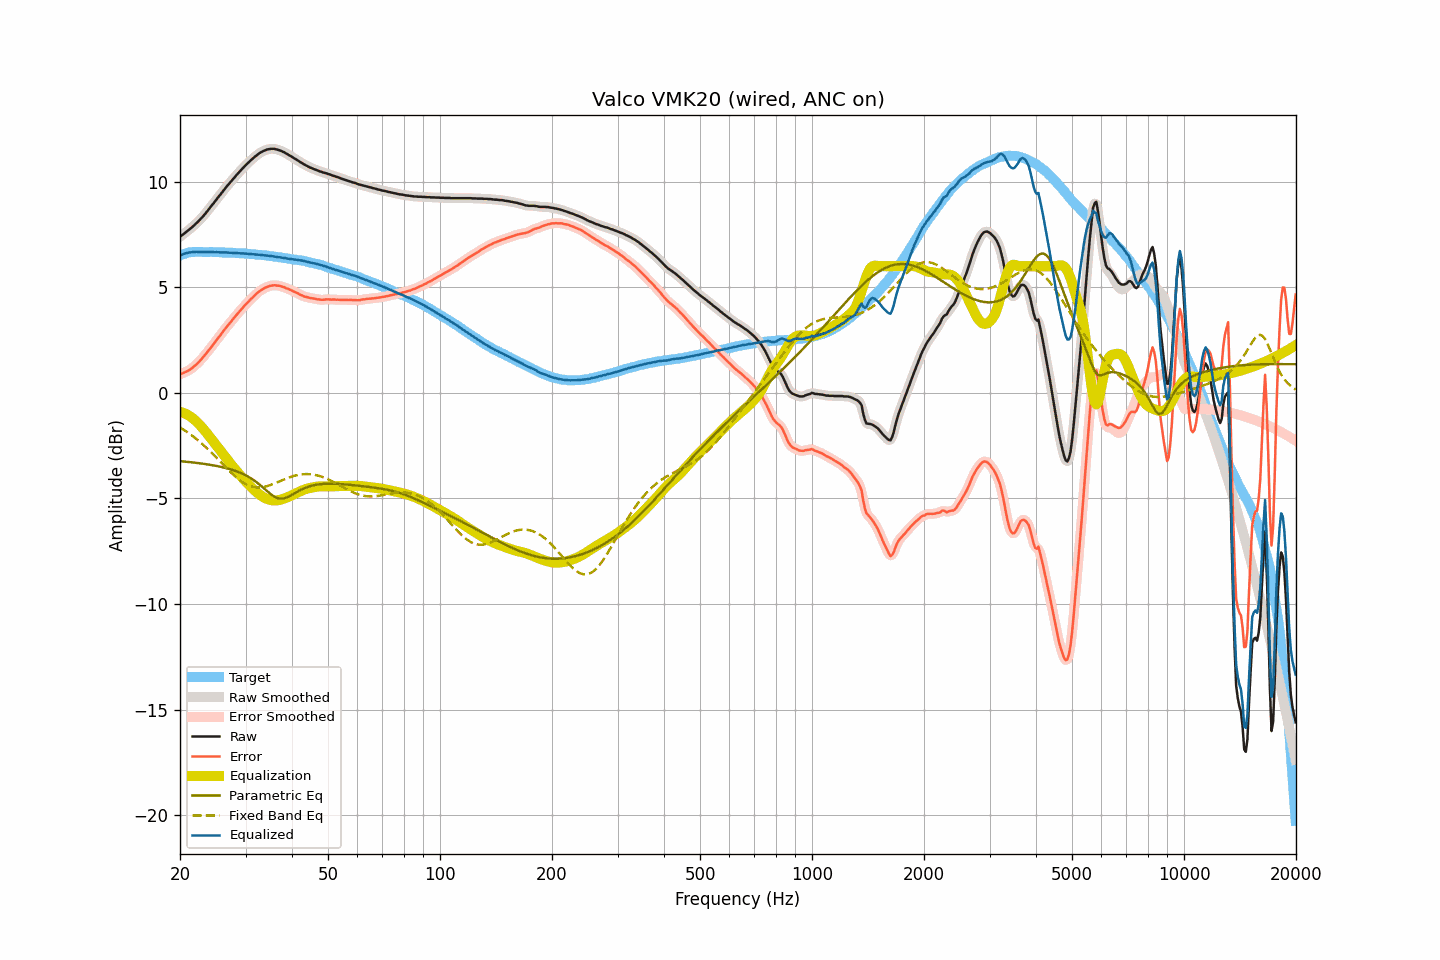 Valco VMK20 (wired, ANC on)
Amplitude (dBr)
10
5
0
−5
−10
−15
−20
Target
Raw Smoothed
Error Smoothed
Raw
Error
Equalization
Parametric Eq
Fixed Band Eq
Equalized
20 50 100 200 500 1000 2000 5000 10000 20000
Frequency (Hz)